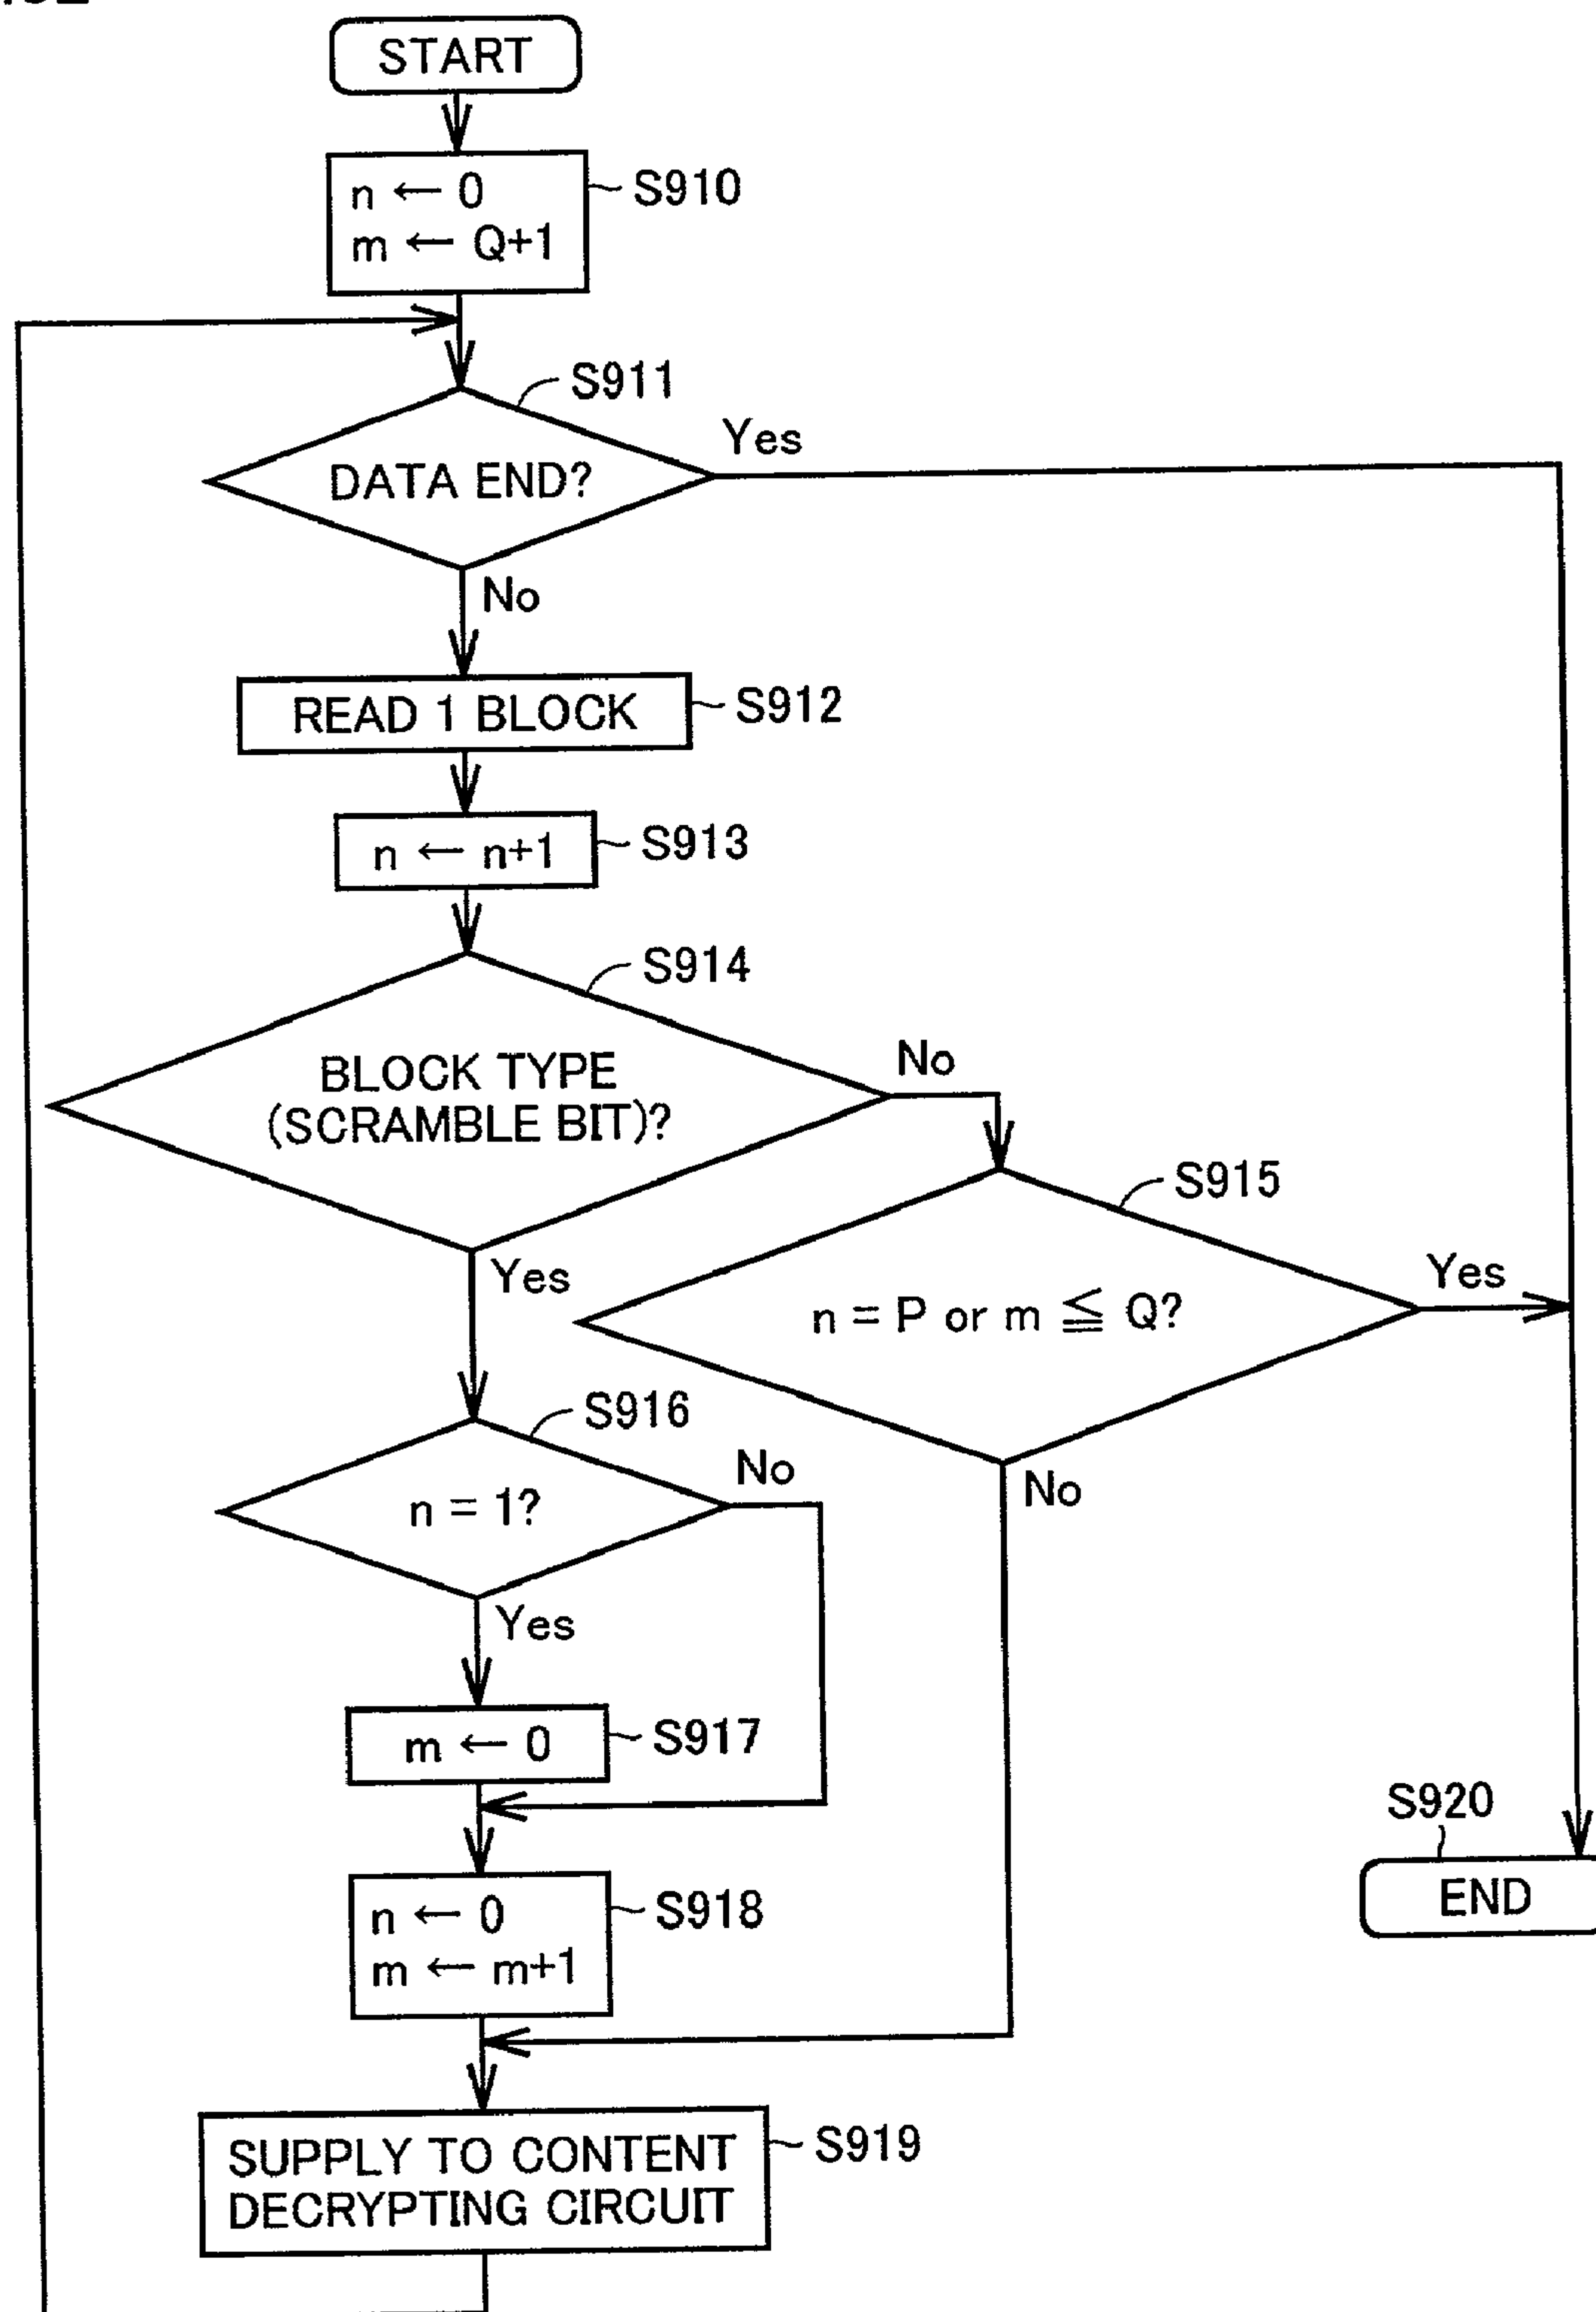 START
n ← 0
m ← Q+1
S910
S911
DATA END?
Yes
No
READ 1 BLOCK
S912
n ← n+1
S913
S914
BLOCK TYPE
(SCRAMBLE BIT)?
No
Yes
S915
n = P or m ≦ Q?
Yes
No
S916
n = 1?
No
Yes
m ← 0
S917
n ← 0
m ← m+1
S918
S920
END
SUPPLY TO CONTENT
DECRYPTING CIRCUIT
S919